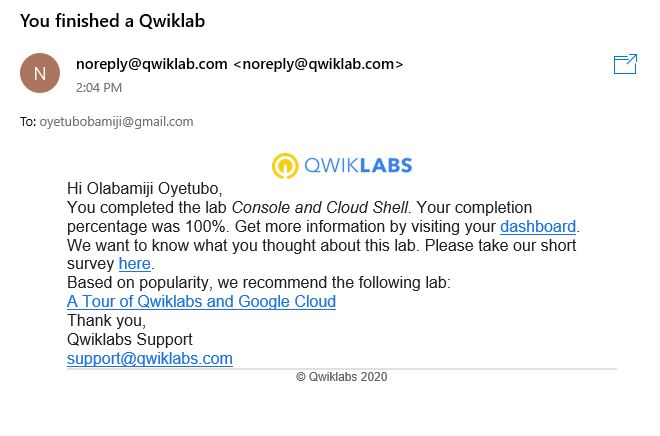 You finished a Qwiklab
N
noreply@qwiklab.com <noreply@qwiklab.com>
2:04 PM
To: oyetubobamiji@gmail.com
QWIKLABS
Hi Olabamiji Oyetubo,
You completed the lab Console and Cloud Shell. Your completion
percentage was 100%. Get more information by visiting your dashboard.
We want to know what you thought about this lab. Please take our short
survey here.
Based on popularity, we recommend the following lab:
A Tour of Qwiklabs and Google Cloud
Thank you,
Qwiklabs Support
support@qwiklabs.com
© Qwiklabs 2020